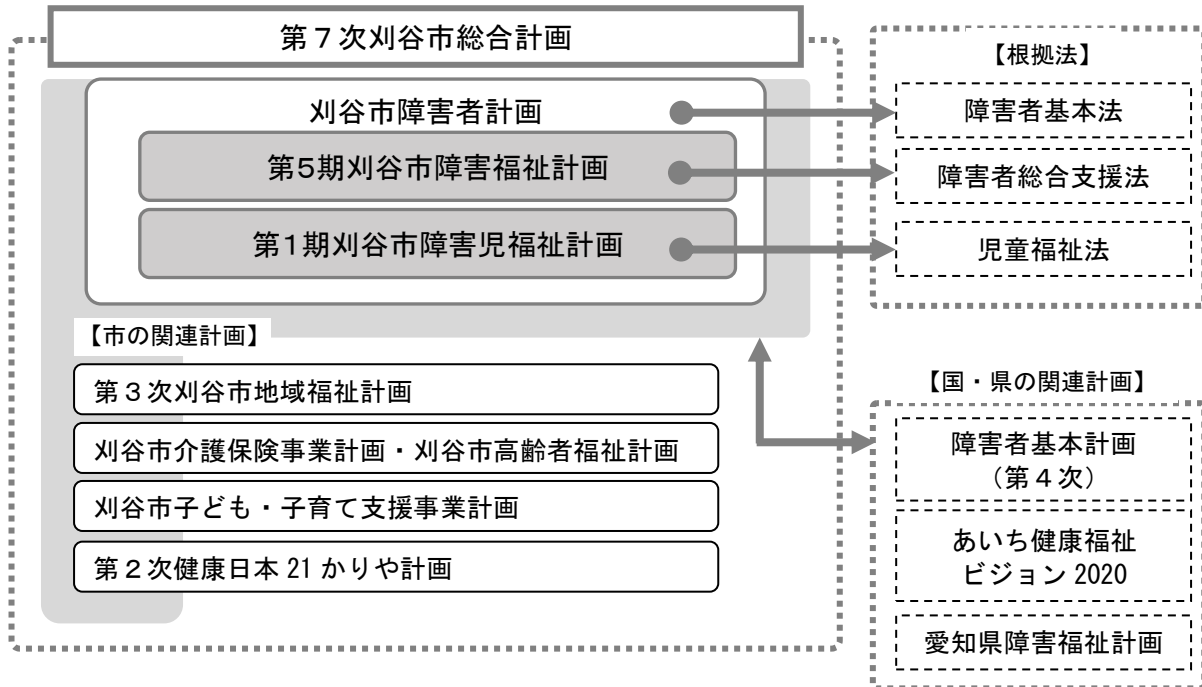 第７次刈谷市総合計画
刈谷市障害者計画
第5期刈谷市障害福祉計画
第1期刈谷市障害児福祉計画
【市の関連計画】
第３次刈谷市地域福祉計画
刈谷市介護保険事業計画・刈谷市高齢者福祉計画
刈谷市子ども・子育て支援事業計画
第２次健康日本 21 かりや計画
【根拠法】
障害者基本法
障害者総合支援法
児童福祉法
【国・県の関連計画】
障害者基本計画
（第４次）
あいち健康福祉
ビジョン 2020
愛知県障害福祉計画